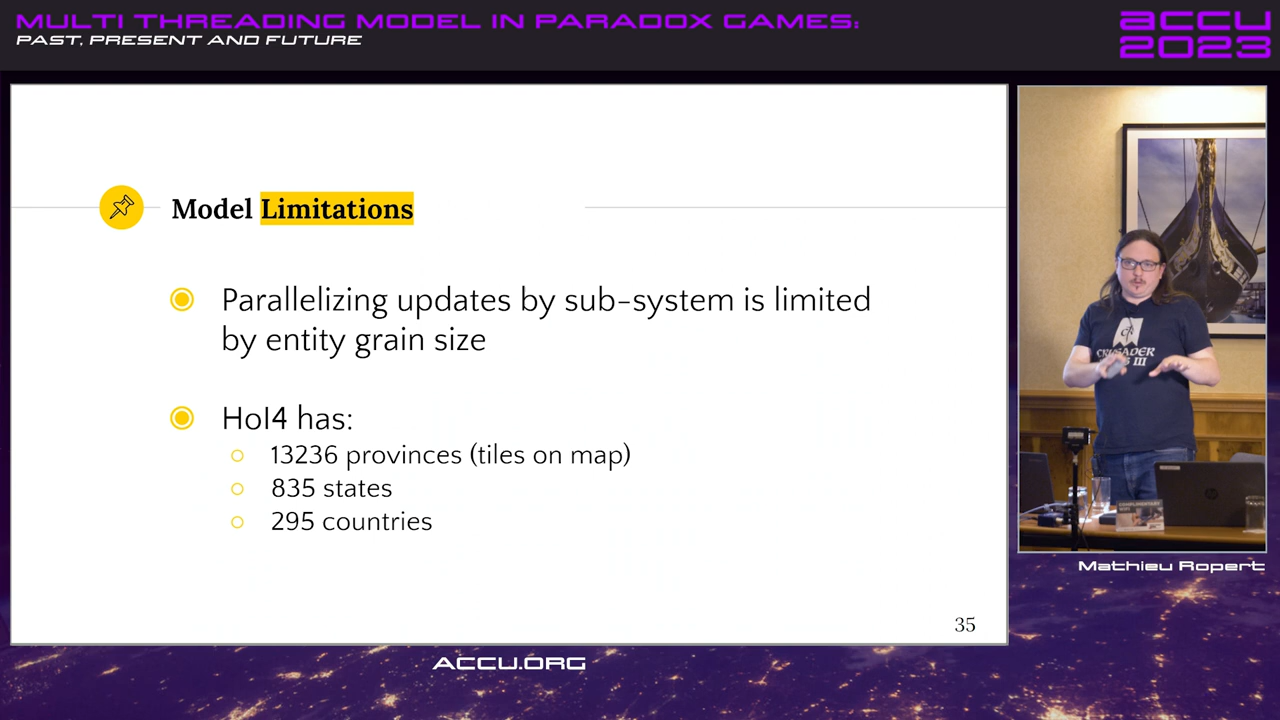 MULTI THREADING MODEL IN PARADOX GAMES:
PAST, PRESENT AND FUTURE
ACCU
2023
Model Limitations
Parallelizing updates by sub-system is limited
by entity grain size
HoI4 has:
13236 provinces (tiles on map)
835 states
295 countries
35
CRUSADER
III
Mathieu Ropert
ACCU.ORG